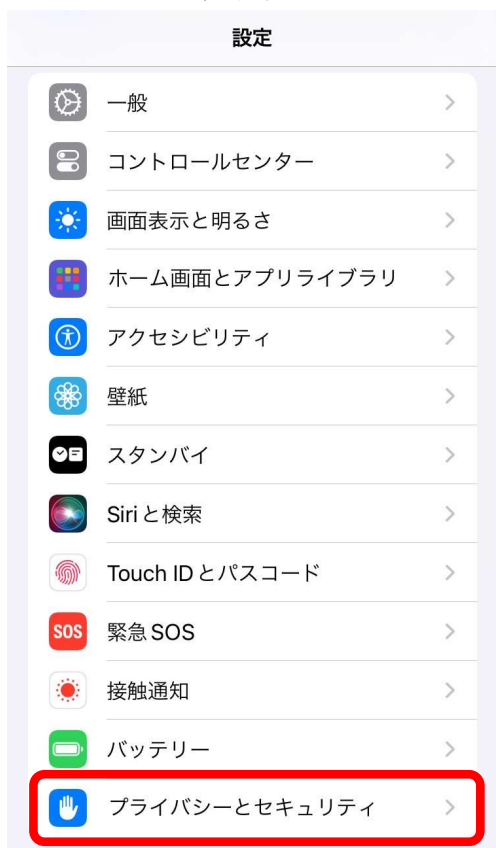 設定
一般
コントロールセンター
画面表示と明るさ
ホーム画面とアプリライブラリ
アクセシビリティ
壁紙
スタンバイ
Siriと検索
Touch IDとパスコード
SOS 緊急SOS
接触通知
バッテリー
プライバシーとセキュリティ